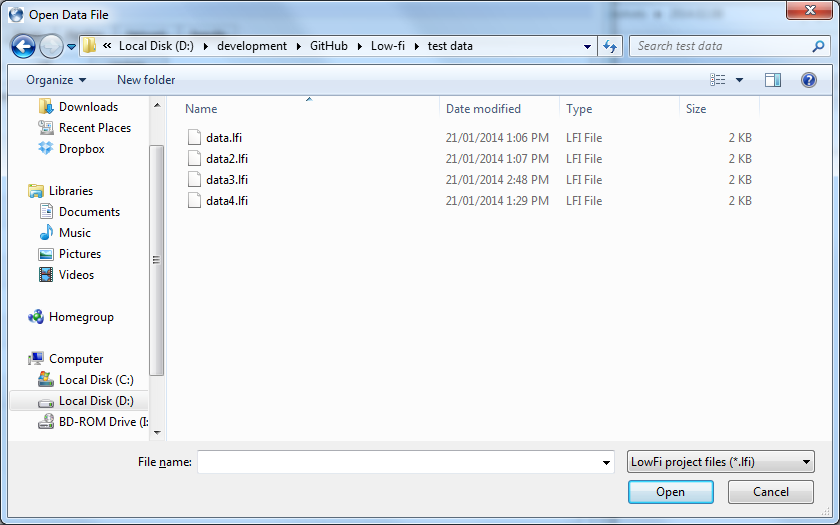 Open Data File
« Local Disk (D:) development GitHub Low-fi test data
Search test data
Organize New folder
Downloads
Recent Places
Dropbox
Libraries
Documents
Music
Pictures
Videos
Homegroup
Computer
Local Disk (C:)
Local Disk (D:)
BD-ROM Drive (I:
Name Date modified Type Size
data.lfi 21/01/2014 1:06 PM LFI File 2 KB
data2.lfi 21/01/2014 1:07 PM LFI File 2 KB
data3.lfi 21/01/2014 2:48 PM LFI File 2 KB
data4.lfi 21/01/2014 1:29 PM LFI File 2 KB
File name: LowFi project files (*.lfi)
Open Cancel